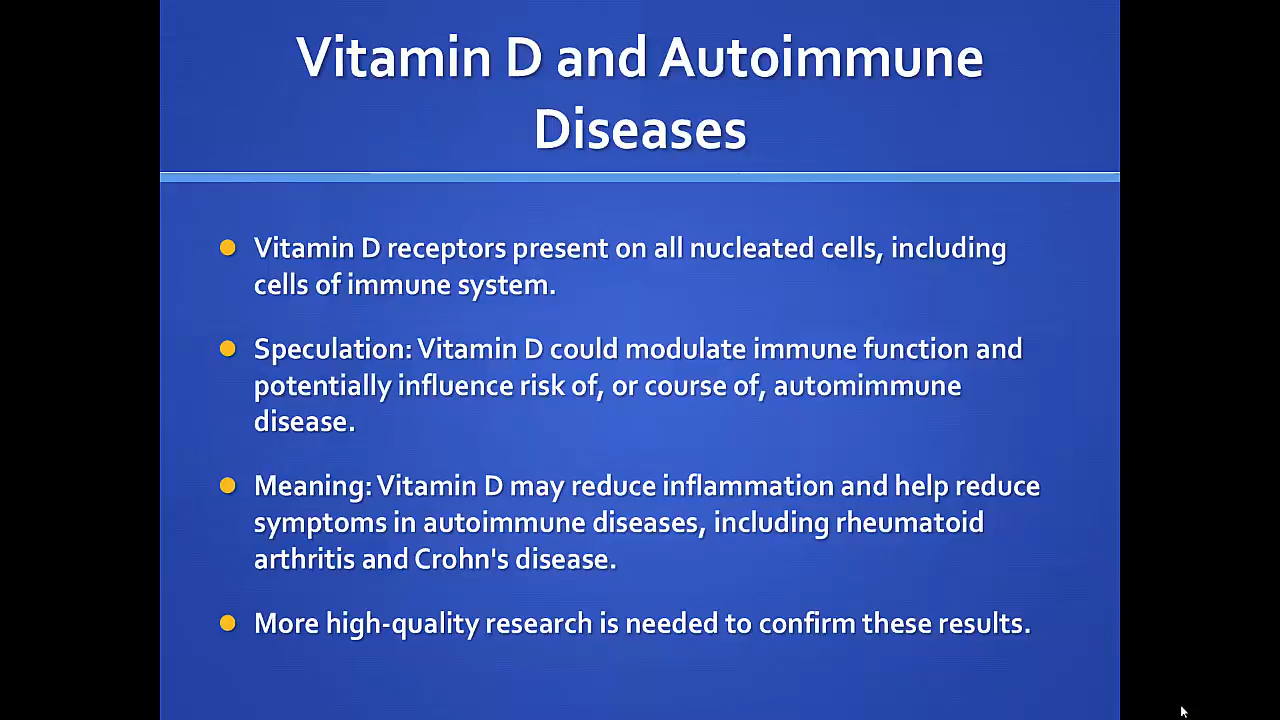 Vitamin D and Autoimmune
Diseases
Vitamin D receptors present on all nucleated cells, including
cells of immune system.
Speculation: Vitamin D could modulate immune function and
potentially influence risk of, or course of, automimmune
disease.
Meaning: Vitamin D may reduce inflammation and help reduce
symptoms in autoimmune diseases, including rheumatoid
arthritis and Crohn's disease.
More high-quality research is needed to confirm these results.